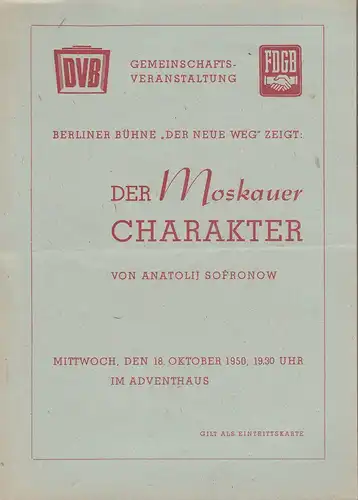 DVB
GEMEINSCHAFTS-
VERANSTALTUNG
FDGB
BERLINER BÜHNE „DER NEUE WEG" ZEIGT:
DER Moskauer
CHARAKTER
VON ANATOLIJ SOFRONOW
MITTWOCH, DEN 18. OKTOBER 1950, 19.30 UHR
IM ADVENTHAUS
GILT ALS EINTRITTSKARTE